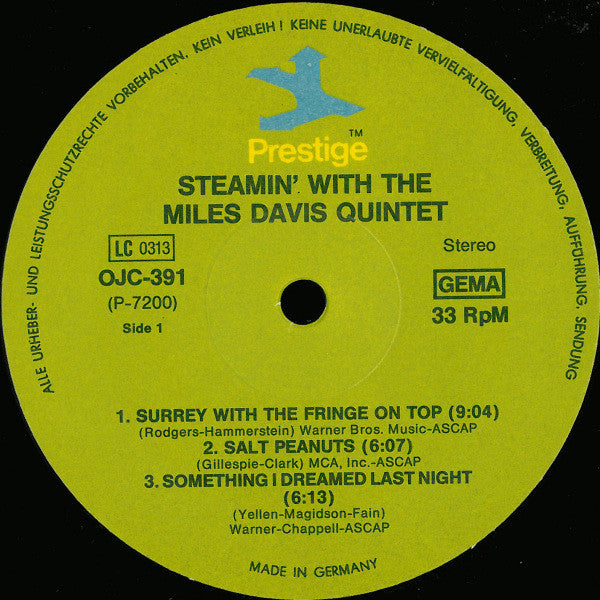 ALLE URHEBER- UND LEISTUNGSSCHUTZRECHTE VORBEHALTEN. KEIN VERLEIH! KEINE UNERLAUBTE VERVIELFÄLTIGUNG, VERBREITUNG, AUFFÜHRUNG, SENDUNG
Prestige™
STEAMIN' WITH THE
MILES DAVIS QUINTET
LC 0313
OJC-391
(P-7200)
Side 1
Stereo
GEMA
33 RpM
1. SURREY WITH THE FRINGE ON TOP (9:04)
(Rodgers-Hammerstein) Warner Bros. Music-ASCAP
2. SALT PEANUTS (6:07)
(Gillespie-Clark) MCA, Inc.-ASCAP
3. SOMETHING I DREAMED LAST NIGHT
(6:13)
(Yellen-Magidson-Fain)
Warner-Chappell-ASCAP
MADE IN GERMANY